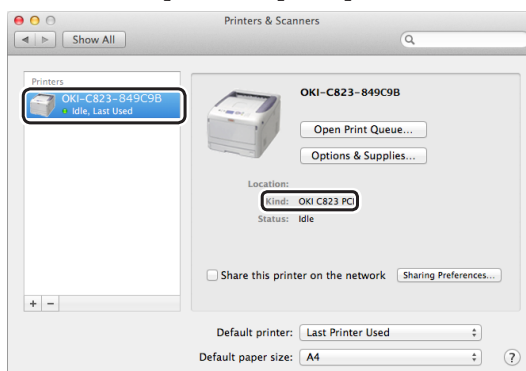 Printers & Scanners
Show All
Printers
OKI-C823-849C9B
Idle, Last Used
OKI-C823-849C9B
Open Print Queue...
Options & Supplies...
Location:
Kind: OKI C823 PCL
Status: Idle
Share this printer on the network Sharing Preferences...
+ -
Default printer: Last Printer Used
Default paper size: A4 ?